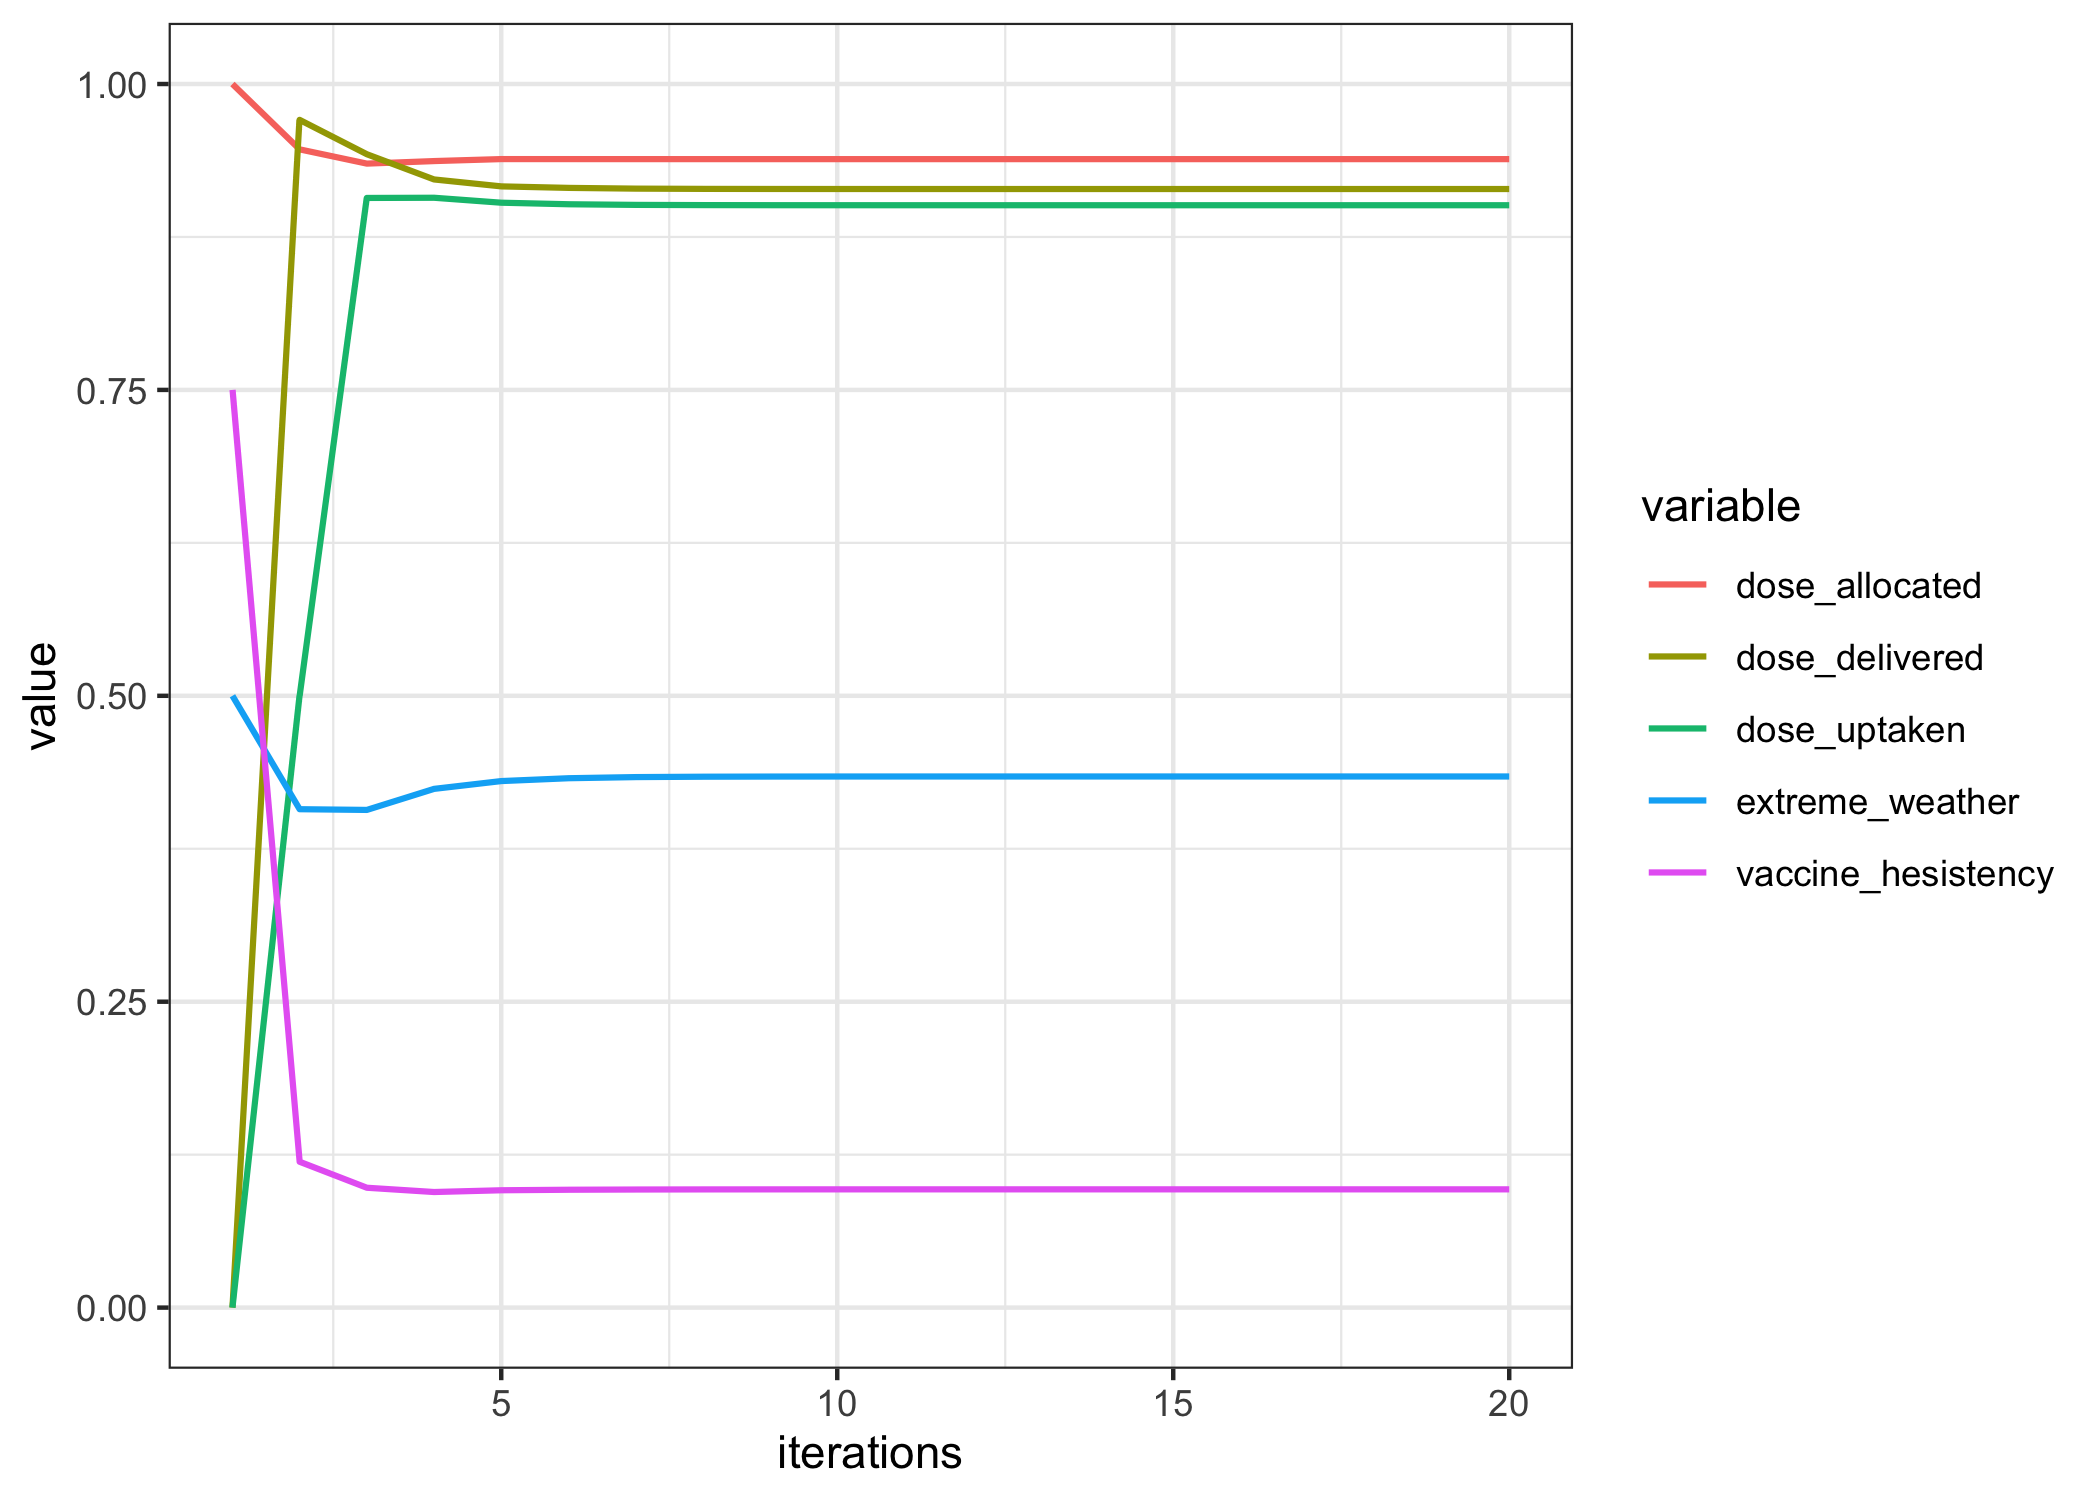 1.00
0.75
0.50
0.25
0.00
value
5 10 15 20
iterations
variable
dose_allocated
dose_delivered
dose_uptaken
extreme_weather
vaccine_hesistency